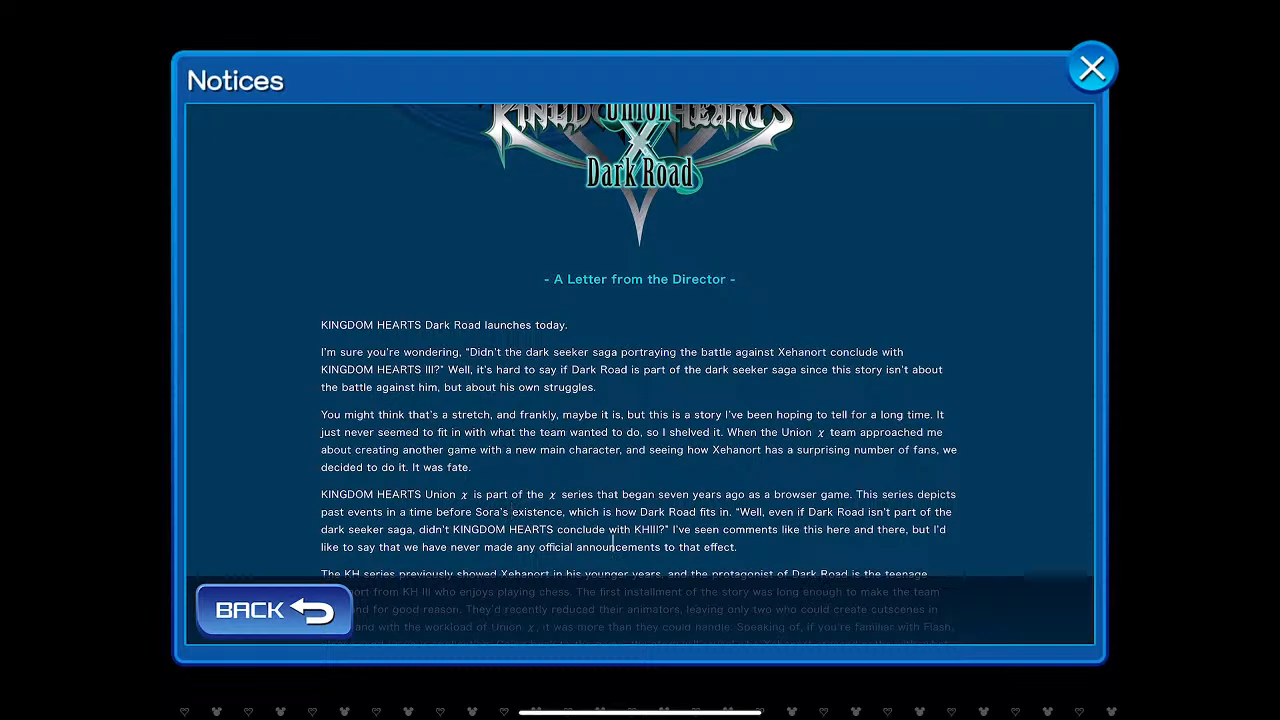 Notices
KINGDOM HEARTS
Union
χ
Dark Road
- A Letter from the Director -
KINGDOM HEARTS Dark Road launches today.
I'm sure you're wondering, "Didn't the dark seeker saga portraying the battle against Xehanort conclude with
KINGDOM HEARTS III?" Well, it's hard to say if Dark Road is part of the dark seeker saga since this story isn't about
the battle against him, but about his own struggles.
You might think that's a stretch, and frankly, maybe it is, but this is a story I've been hoping to tell for a long time. It
just never seemed to fit in with what the team wanted to do, so I shelved it. When the Union χ team approached me
about creating another game with a new main character, and seeing how Xehanort has a surprising number of fans, we
decided to do it. It was fate.
KINGDOM HEARTS Union χ is part of the χ series that began seven years ago as a browser game. This series depicts
past events in a time before Sora's existence, which is how Dark Road fits in. "Well, even if Dark Road isn't part of the
dark seeker saga, didn't KINGDOM HEARTS conclude with KHIII?" I've seen comments like this here and there, but I'd
like to say that we have never made any official announcements to that effect.
The KH series previously showed Xehanort in his younger years, and the protagonist of Dark Road is the teenage
from KH III who enjoys playing chess. The first installment of the story was long enough to make the team
and for good reason. They'd recently reduced their animators, leaving only two who could create cutscenes in
and with the workload of Union χ, it was more than they could handle. Speaking of, if you're familiar with Flash,
BACK